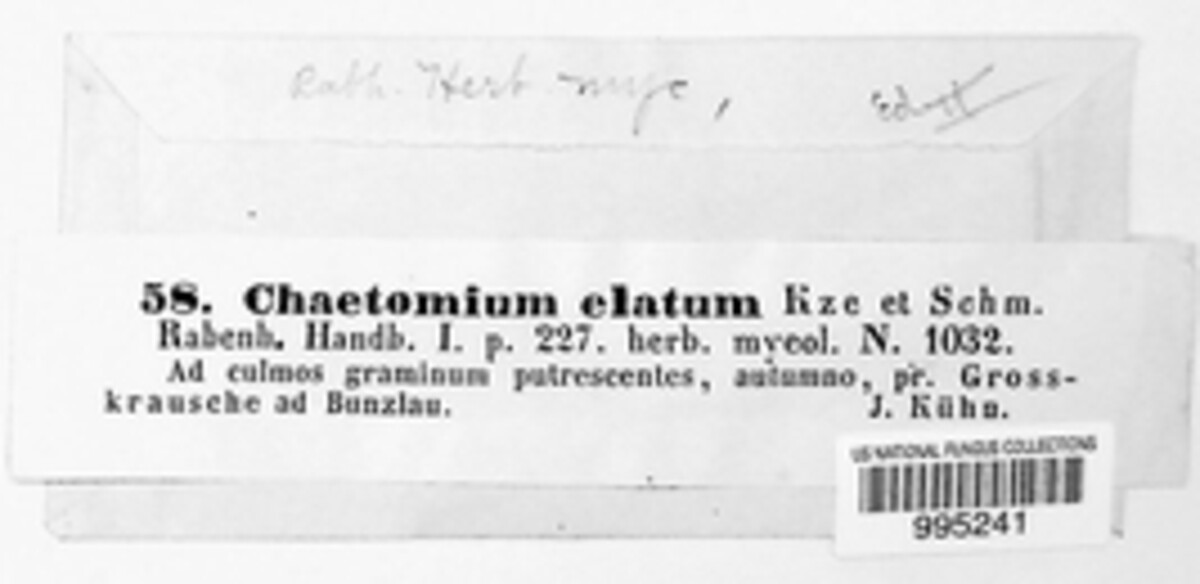 Herb. myc,
58. Chaetomium elatum Kze et Schm.
Rabenh. Handb. I. p. 227. herb. mycol. N. 1032.
Ad culmos graminum putrescentes, autumno, pr. Gross-
krausche ad Bunzlau.
J. Kühn.
US NATIONAL FUNGUS COLLECTIONS
995241